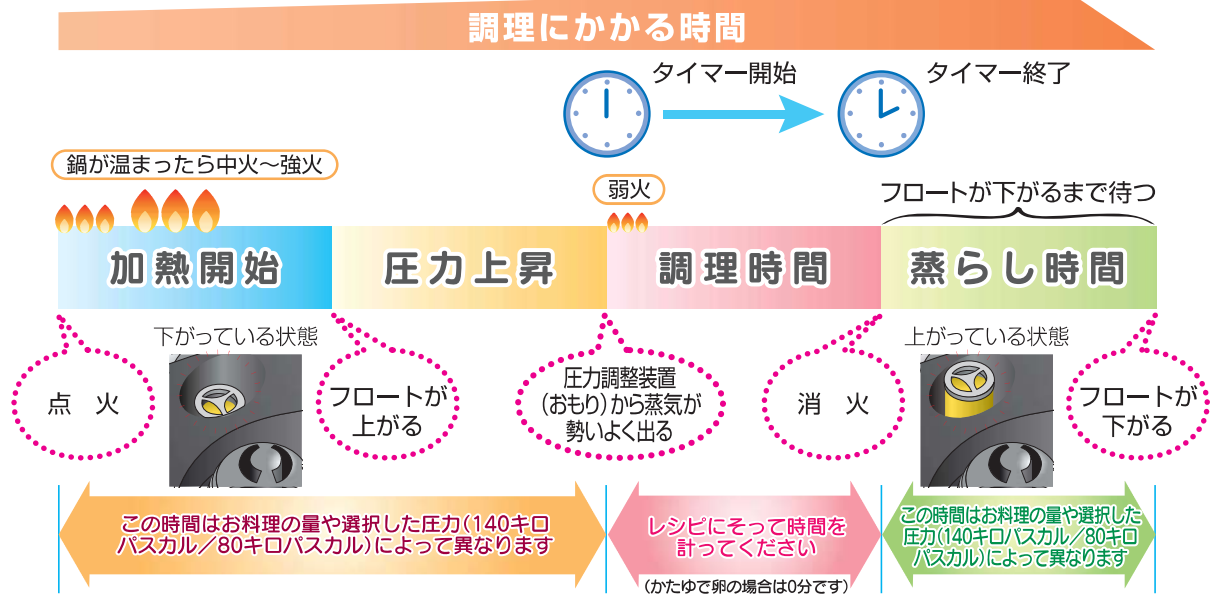 調理にかかる時間
タイマー開始
タイマー終了
鍋が温まったら中火～強火
弱火
フロートが下がるまで待つ
加熱開始
圧力上昇
調理時間
蒸らし時間
下がっている状態
上がっている状態
点 火
フロートが
上がる
圧力調整装置
(おもり)から蒸気が
勢いよく出る
消 火
フロートが
下がる
この時間はお料理の量や選択した圧力(140キロ
パスカル／80キロパスカル)によって異なります
レシピにそって時間を
計ってください
(かたゆで卵の場合は0分です)
この時間はお料理の量や選択した
圧力(140キロパスカル／80キロ
パスカル)によって異なります